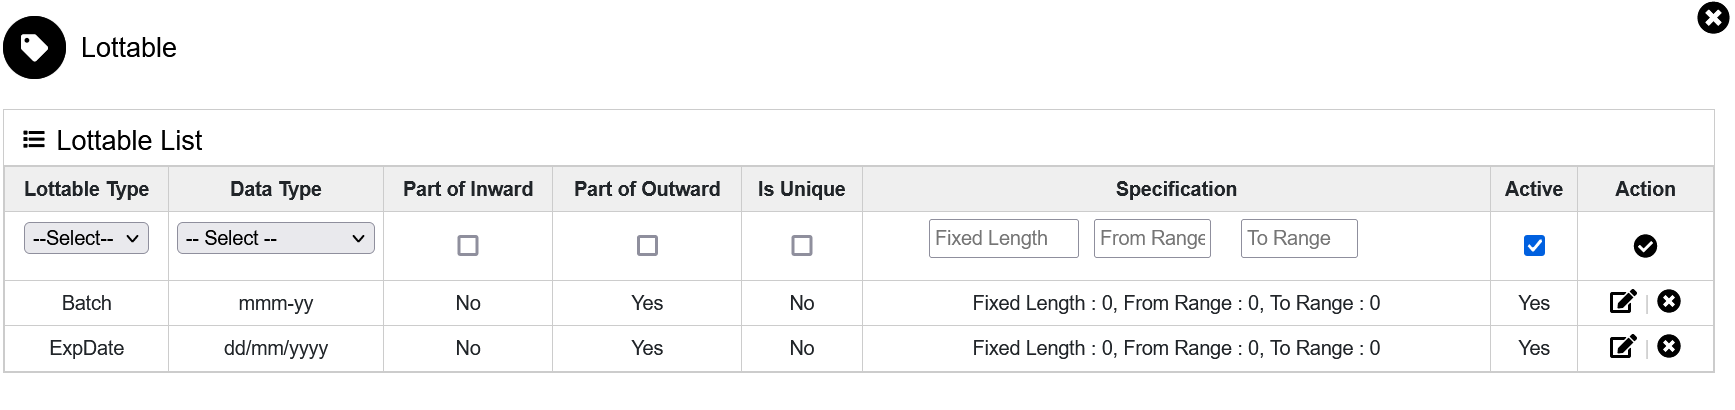 Lottable
Lottable List
Lottable Type Data Type Part of Inward Part of Outward Is Unique Specification Active Action
--Select-- -- Select -- Fixed Length From Range To Range
Batch mmm-yy No Yes No Fixed Length : 0, From Range : 0, To Range : 0 Yes |
ExpDate dd/mm/yyyy No Yes No Fixed Length : 0, From Range : 0, To Range : 0 Yes |